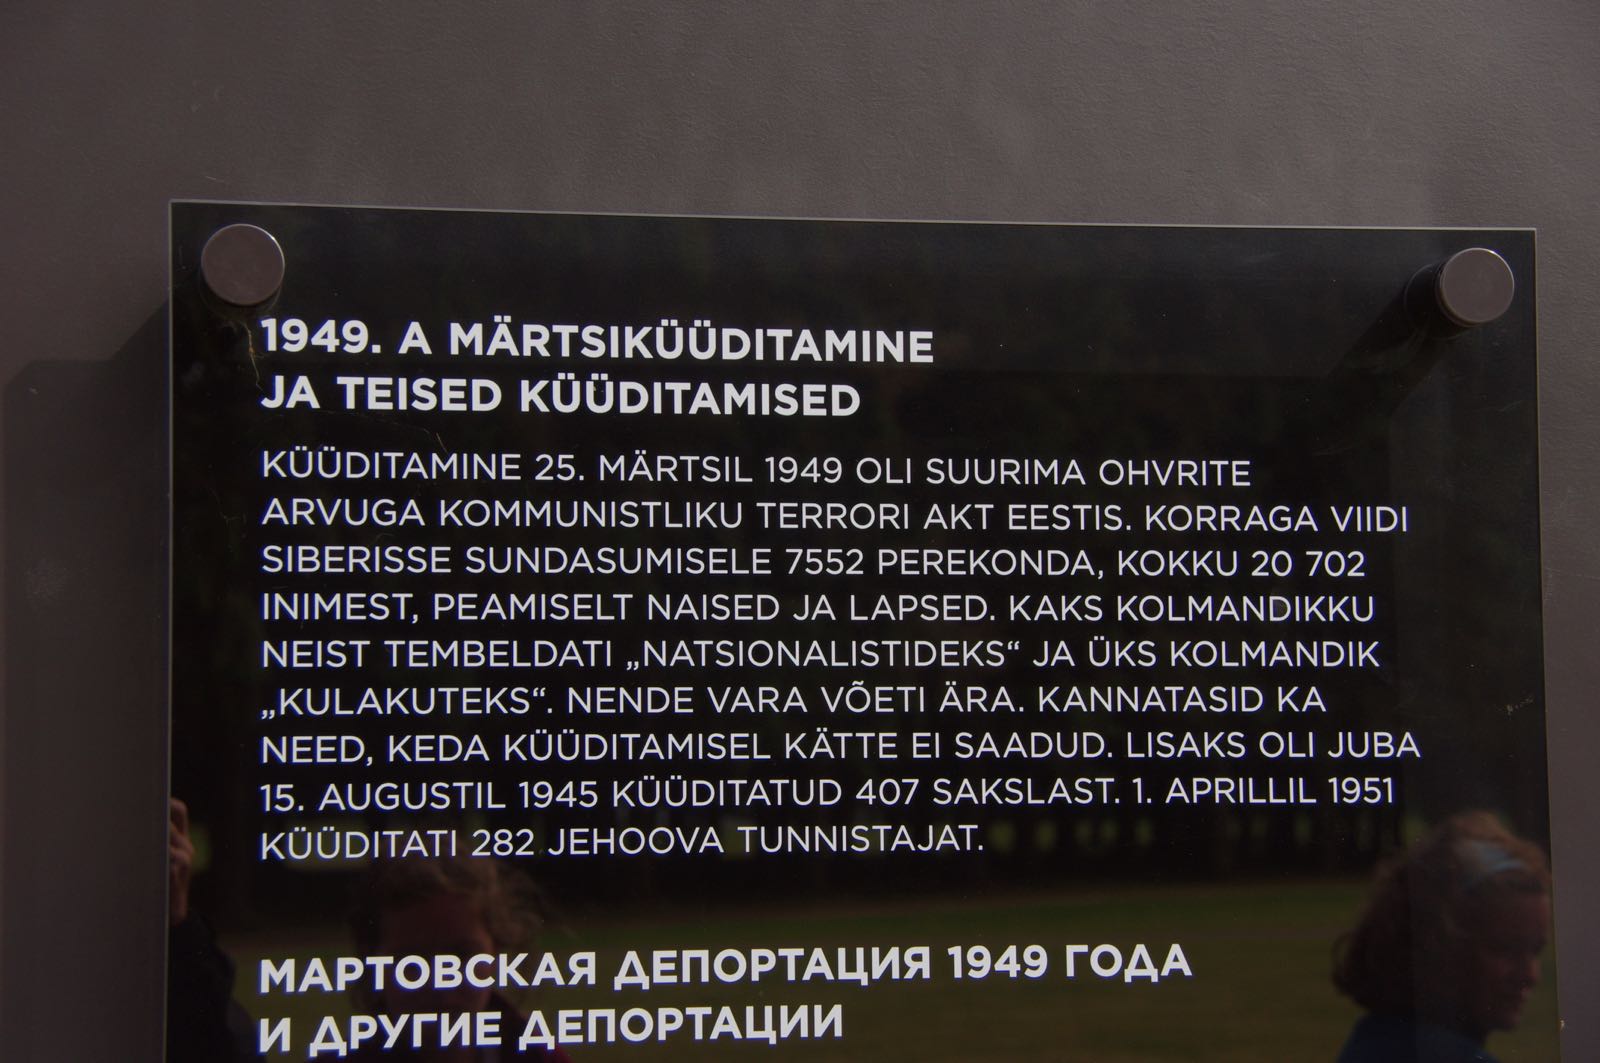 1949. A MÄRTSIKÜÜDITAMINE
JA TEISED KÜÜDITAMISED
KÜÜDITAMINE 25. MÄRTSIL 1949 OLI SUURIMA OHVRITE
ARVUGA KOMMUNISTLIKU TERRORI AKT EESTIS. KORRAGA VIIDI
SIBERISSE SUNDASUMISELE 7552 PEREKONDA, KOKKU 20 702
INIMEST, PEAMISELT NAISED JA LAPSED. KAKS KOLMANDIKKU
NEIST TEMBELDATI „NATSIONALISTIDEKS“ JA ÜKS KOLMANDIK
„KULAKUTEKS“. NENDE VARA VÕETI ÄRA. KANNATASID KA
NEED, KEDA KÜÜDITAMISEL KÄTTE EI SAADUD. LISAKS OLI JUBA
15. AUGUSTIL 1945 KÜÜDITATUD 407 SAKSLAST. 1. APRILLIL 1951
KÜÜDITATI 282 JEHOOVA TUNNISTAJAT.
МАРТОВСКАЯ ДЕПОРТАЦИЯ 1949 ГОДА
И ДРУГИЕ ДЕПОРТАЦИИ